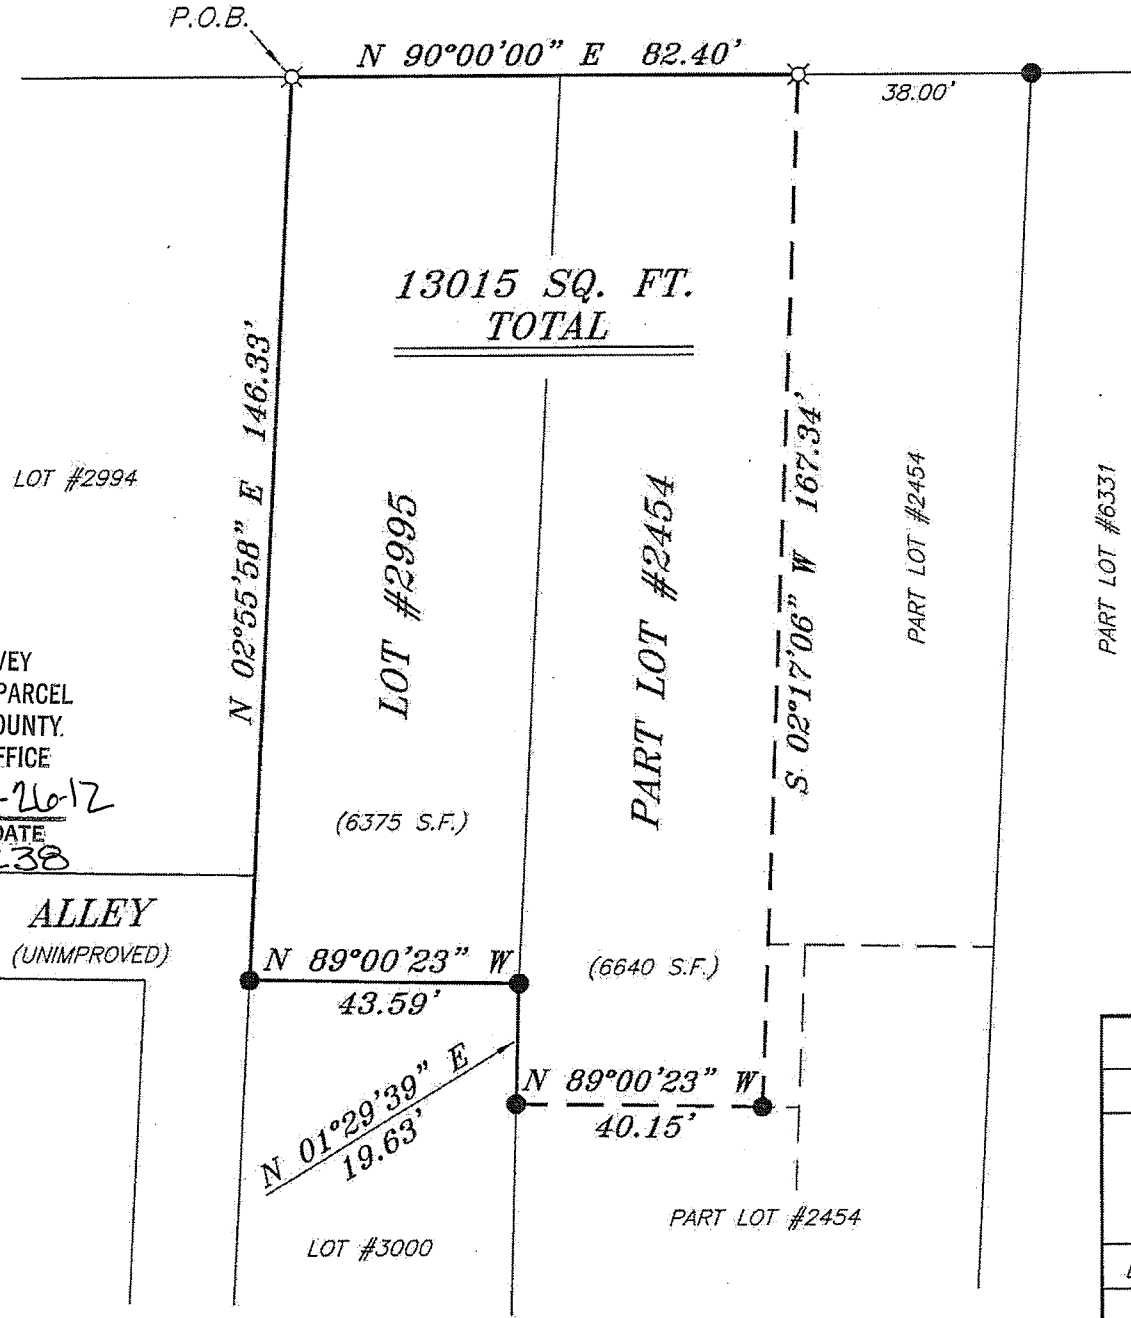 P.O.B.
N 90°00'00" E 82.40'
38.00'
13015 SQ. FT.
TOTAL
N 02°55'58" E 146.33'
S 02°17'06" W 167.34'
LOT #2994
LOT #2995
PART LOT #2454
PART LOT #2454
PART LOT #6331
VEY
PARCEL
OUNTY.
FFICE
-26-12
DATE
238
(6375 S.F.)
ALLEY
(UNIMPROVED)
N 89°00'23" W
43.59'
(6640 S.F.)
N 01°29'39" E
19.63'
N 89°00'23" W
40.15'
PART LOT #2454
LOT #3000